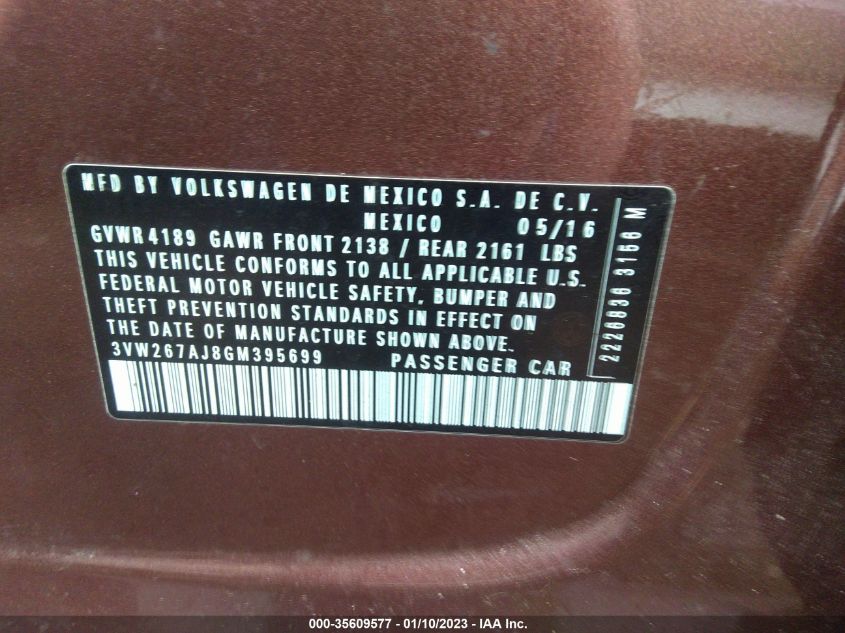 MFD BY VOLKSWAGEN DE MEXICO S.A. DE C.V.
MEXICO 05/16
GVWR 4189 GAWR FRONT 2138 / REAR 2161 LBS
THIS VEHICLE CONFORMS TO ALL APPLICABLE U.S.
FEDERAL MOTOR VEHICLE SAFETY, BUMPER AND
THEFT PREVENTION STANDARDS IN EFFECT ON
THE DATE OF MANUFACTURE SHOWN ABOVE.
3VW267AJ8GM395699 PASSENGER CAR
2226836 3166 M
000-35609577 - 01/10/2023 - IAA Inc.